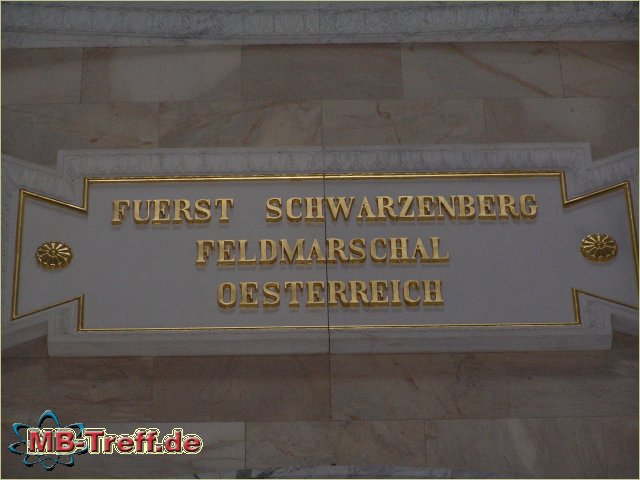 FUERST SCHWARZENBERG
FELDMARSCHAL
OESTERREICH
MB-Treff.de